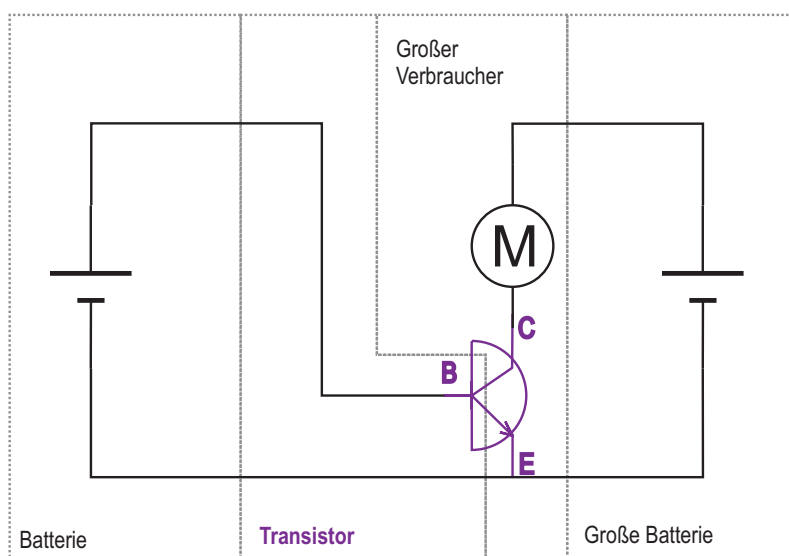 Großer
Verbraucher
M
C
B
E
Batterie
Transistor
Große Batterie